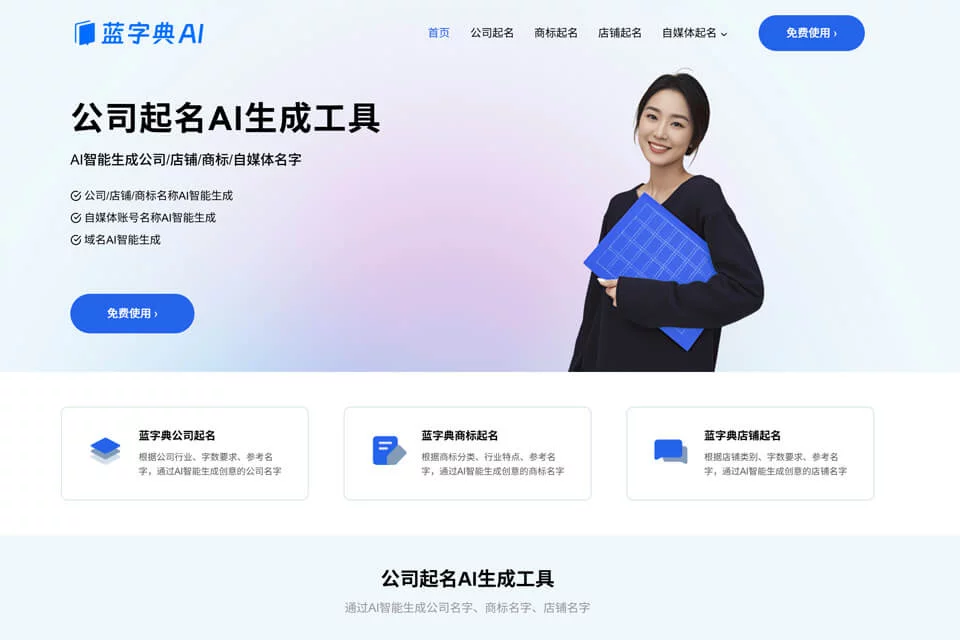 蓝字典AI
首页 公司起名 商标起名 店铺起名 自媒体起名
免费使用 ›
公司起名AI生成工具
AI智能生成公司/店铺/商标/自媒体名字
公司/店铺/商标名称AI智能生成
自媒体账号名称AI智能生成
域名AI智能生成
免费使用 ›
蓝字典公司起名
根据公司行业、字数要求、参考名
字，通过AI智能生成创意的公司名字
蓝字典商标起名
根据商标分类、行业特点、参考名
字，通过AI智能生成创意的商标名字
蓝字典店铺起名
根据店铺类别、字数要求、参考名
字，通过AI智能生成创意的店铺名字
公司起名AI生成工具
通过AI智能生成公司名字、商标名字、店铺名字